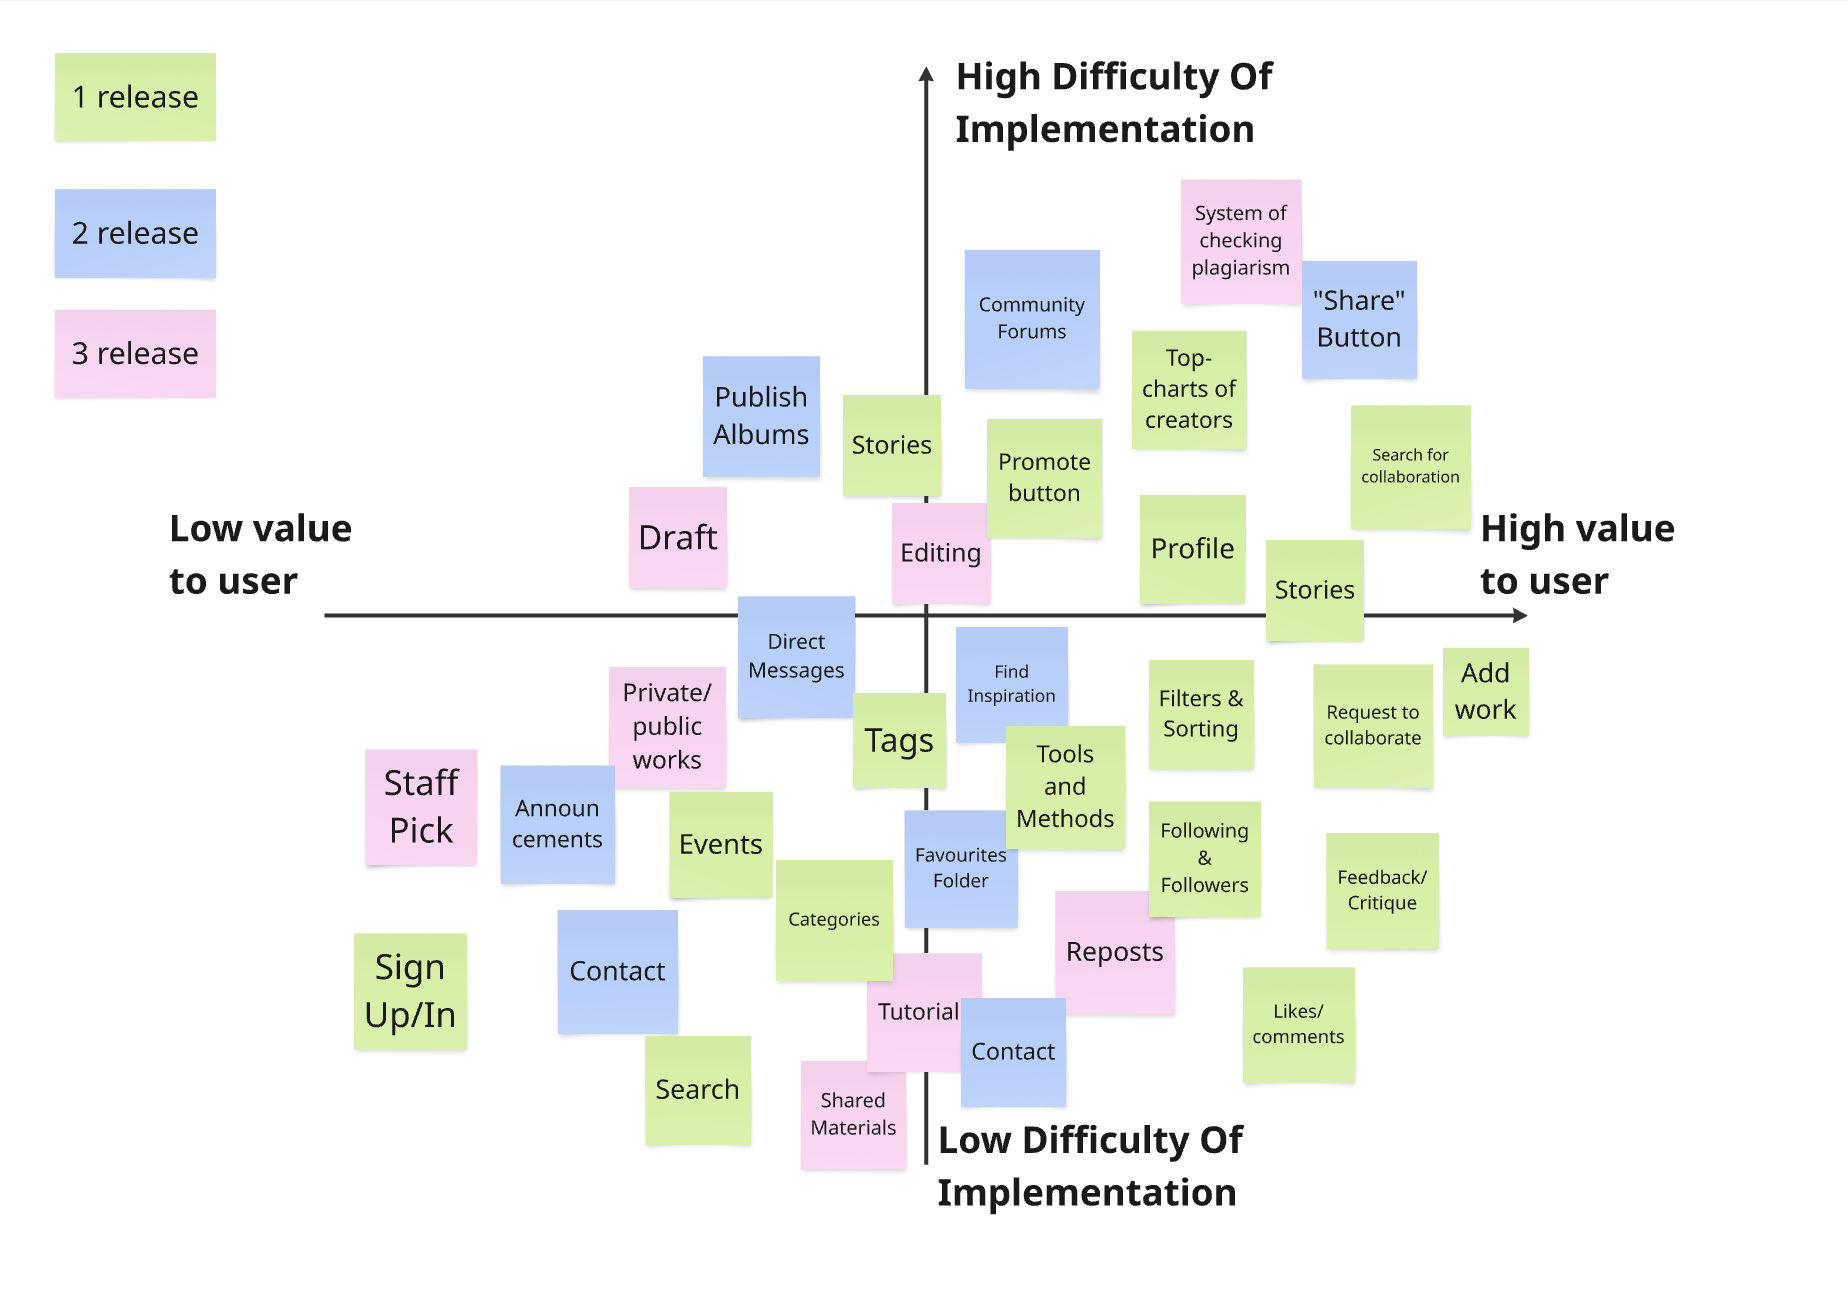 1 release
2 release
3 release
High Difficulty Of
Implementation
System of
checking
plagiarism
"Share"
Button
Community
Forums
Top-
charts of
creators
Publish
Albums
Stories
Promote
button
Search for
collaboration
Draft
Editing
Profile
Stories
Low value
to user
High value
to user
Direct
Messages
Find
Inspiration
Private/
public
works
Tags
Filters &
Sorting
Request to
collaborate
Add
work
Staff
Pick
Announ
cements
Events
Tools
and
Methods
Favourites
Folder
Categories
Following
&
Followers
Feedback/
Critique
Sign
Up/In
Contact
Reposts
Tutorial
Contact
Likes/
comments
Search
Shared
Materials
Low Difficulty Of
Implementation